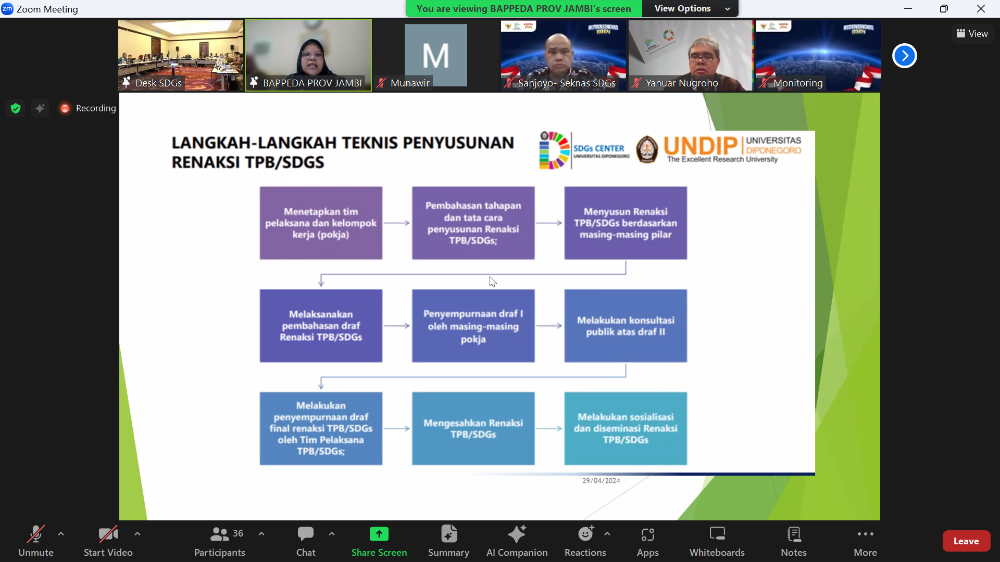 zm Zoom Meeting
You are viewing BAPPEDA PROV JAMBI's screen
View Options
View
MUSRENBANGNAS
2024
M
MUSRENBANGNAS
2024
Desk SDGs
BAPPEDA PROV JAMBI
Munawir
Sanjoyo- Seknas SDGs
Yanuar Nugroho
Monitoring
Recording
LANGKAH-LANGKAH TEKNIS PENYUSUNAN
RENAKSI TPB/SDGS
SDGs CENTER
UNIVERSITAS DIPONEGORO
UNDIP
UNIVERSITAS
DIPONEGORO
The Excellent Research University
Menetapkan tim
pelaksana dan kelompok
kerja (pokja)
Pembahasan tahapan
dan tata cara
penyusunan Renaksi
TPB/SDGs;
Menyusun Renaksi
TPB/SDGs berdasarkan
masing-masing pilar
Melaksanakan
pembahasan draf
Renaksi TPB/SDGs
Penyempurnaan draf I
oleh masing-masing
pokja
Melakukan konsultasi
publik atas draf II
Melakukan
penyempurnaan draf
final renaksi TPB/SDGs
oleh Tim Pelaksana
TPB/SDGs;
Mengesahkan Renaksi
TPB/SDGs
Melakukan sosialisasi
dan diseminasi Renaksi
TPB/SDGs
29/04/2024
Unmute
Start Video
36
Participants
Chat
Share Screen
Summary
AI Companion
Reactions
Apps
Whiteboards
Notes
More
Leave